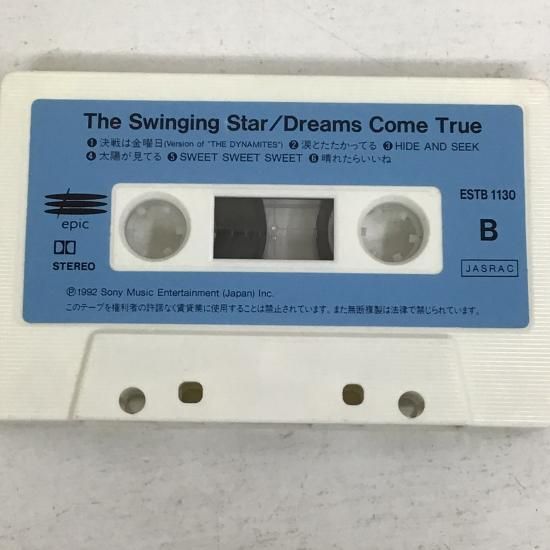 The Swinging Star/Dreams Come True
❶決戦は金曜日(Version of "THE DYNAMITES") ❷涙とたたかってる ❸HIDE AND SEEK
❹太陽が見てる ❺SWEET SWEET SWEET ❻晴れたらいいね
epic
ESTB 1130
B
STEREO
JASRAC
Ⓟ1992 Sony Music Entertainment (Japan) Inc.
このテープを権利者の許諾なく賃貸業に使用することは禁止されています。また無断複製は法律で禁じられています。